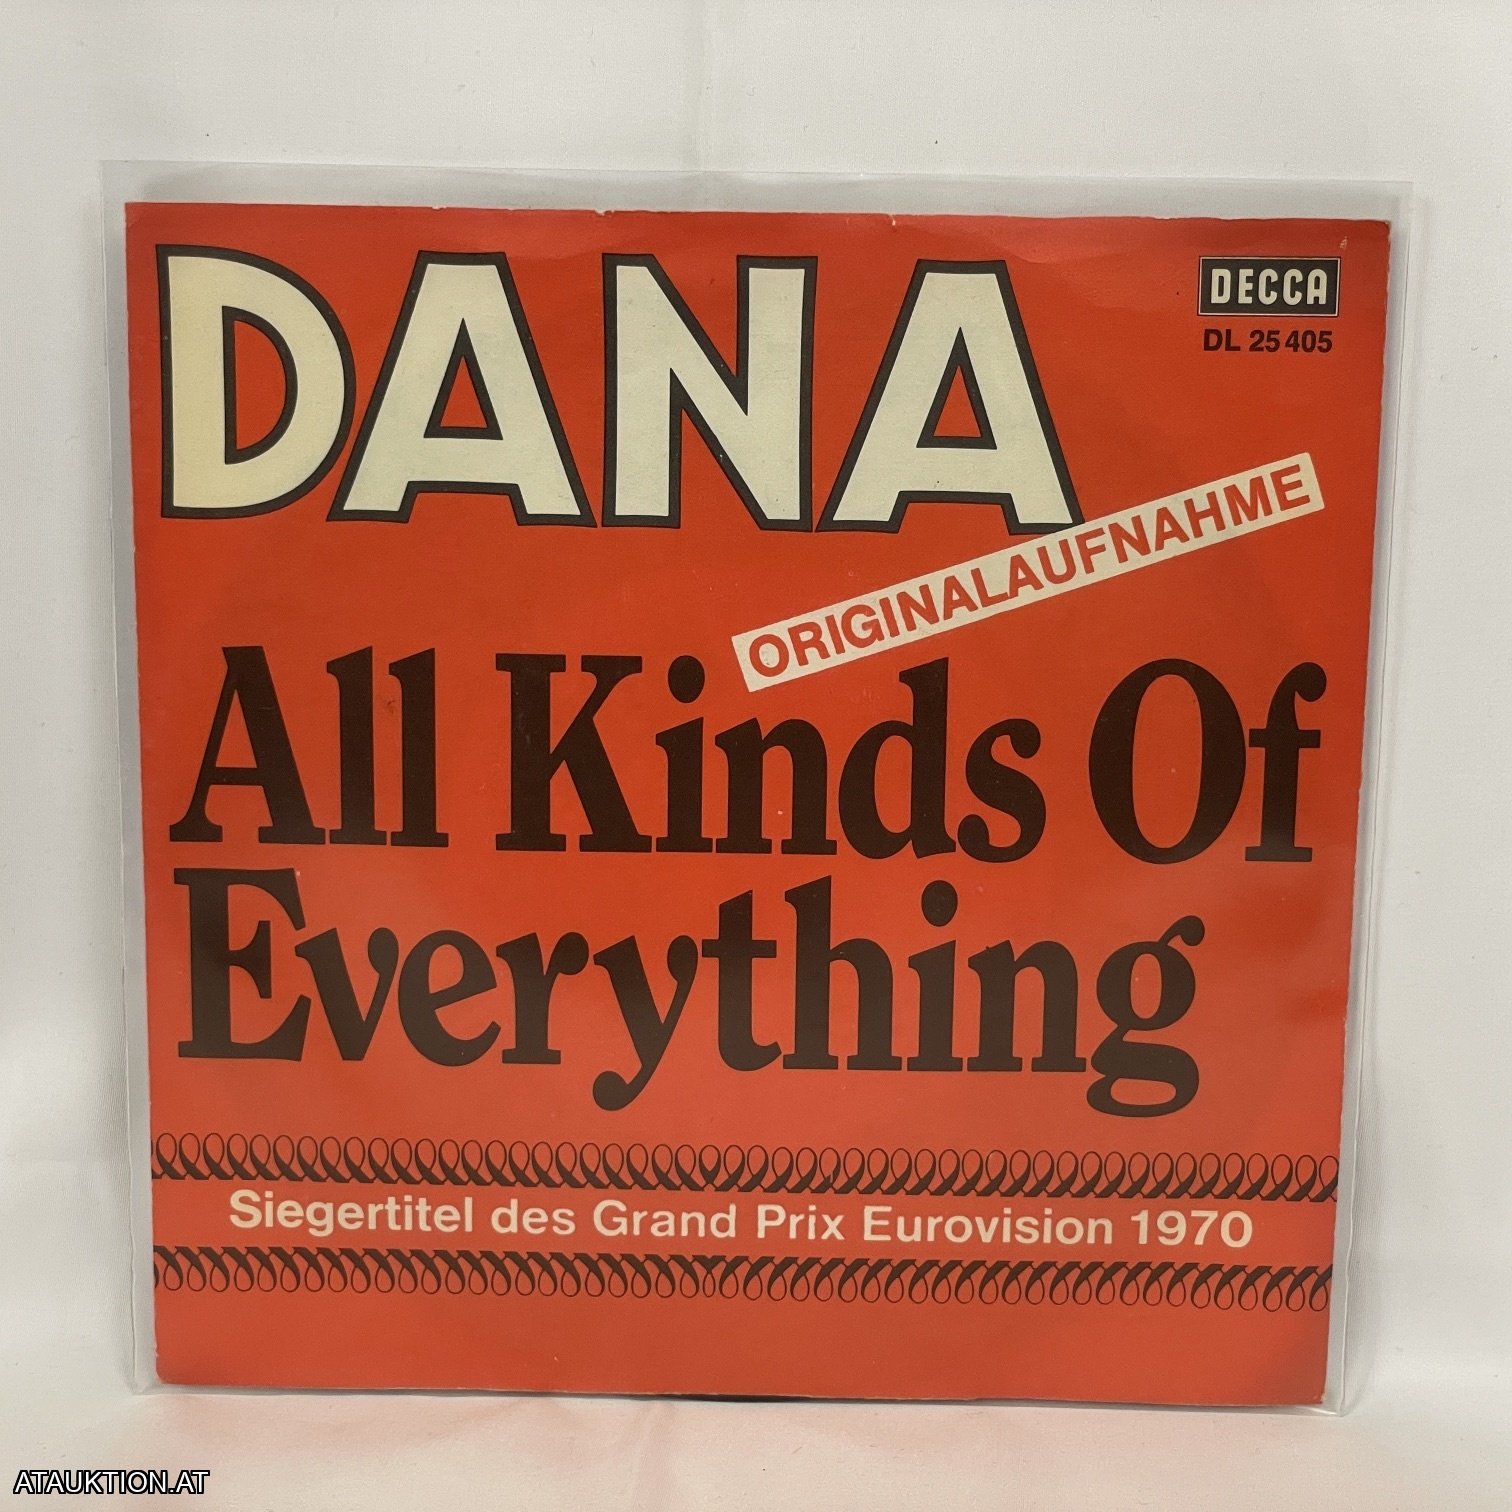 DANA
DECCA
DL 25 405
ORIGINALAUFNAHME
All Kinds Of
Everything
Siegertitel des Grand Prix Eurovision 1970
ATAUKTION.AT